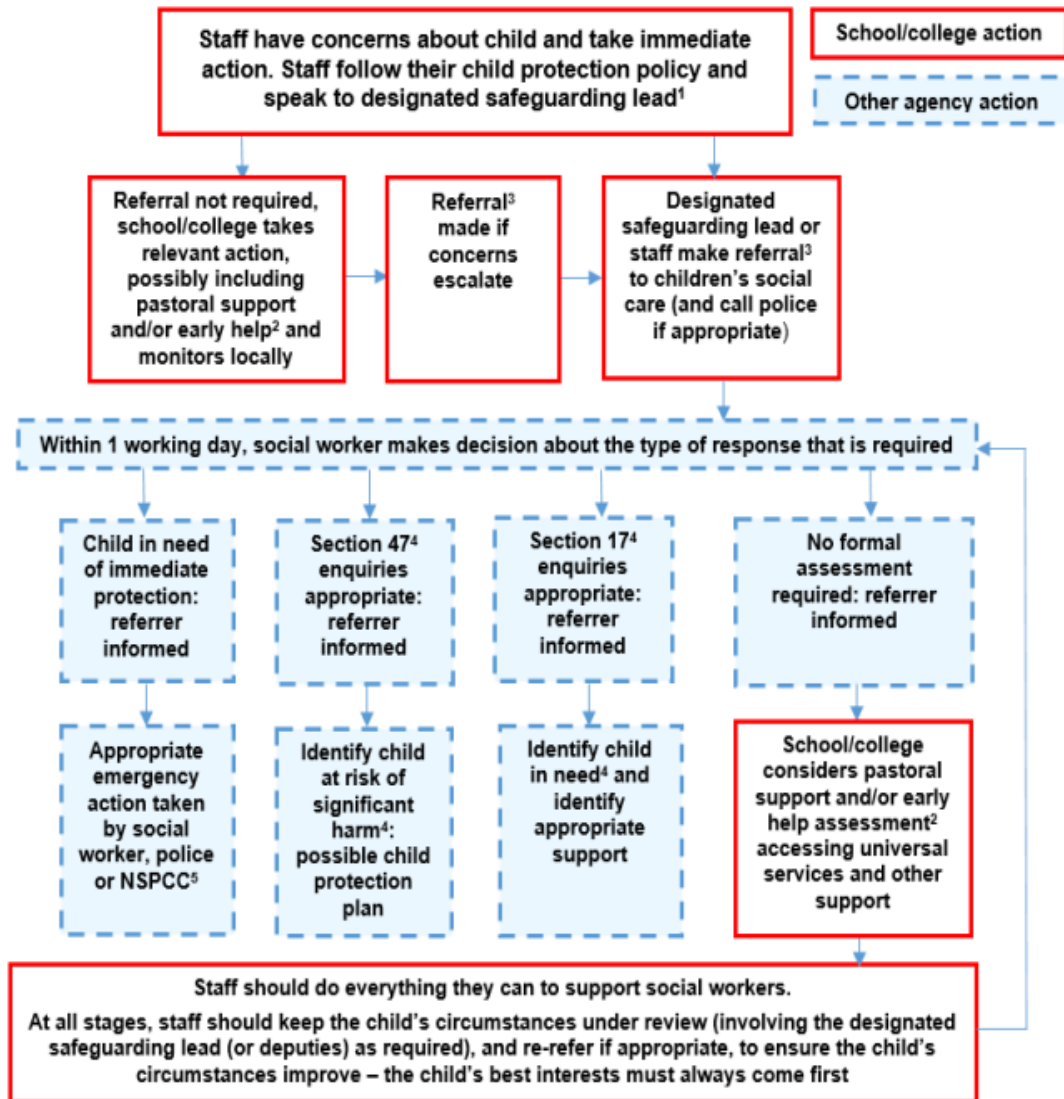 Staff have concerns about child and take immediate
action. Staff follow their child protection policy and
speak to designated safeguarding lead¹
School/college action
Other agency action
Referral not required,
school/college takes
relevant action,
possibly including
pastoral support
and/or early help² and
monitors locally
Referral³
made if
concerns
escalate
Designated
safeguarding lead or
staff make referral³
to children's social
care (and call police
if appropriate)
Within 1 working day, social worker makes decision about the type of response that is required
Child in need
of immediate
protection:
referrer
informed
Section 47⁴
enquiries
appropriate:
referrer
informed
Section 17⁴
enquiries
appropriate:
referrer
informed
No formal
assessment
required: referrer
informed
Appropriate
emergency
action taken
by social
worker, police
or NSPCC⁵
Identify child
at risk of
significant
harm⁴:
possible child
protection
plan
Identify child
in need⁴ and
identify
appropriate
support
School/college
considers pastoral
support and/or early
help assessment²
accessing universal
services and other
support
Staff should do everything they can to support social workers.
At all stages, staff should keep the child's circumstances under review (involving the designated
safeguarding lead (or deputies) as required), and re-refer if appropriate, to ensure the child's
circumstances improve – the child's best interests must always come first